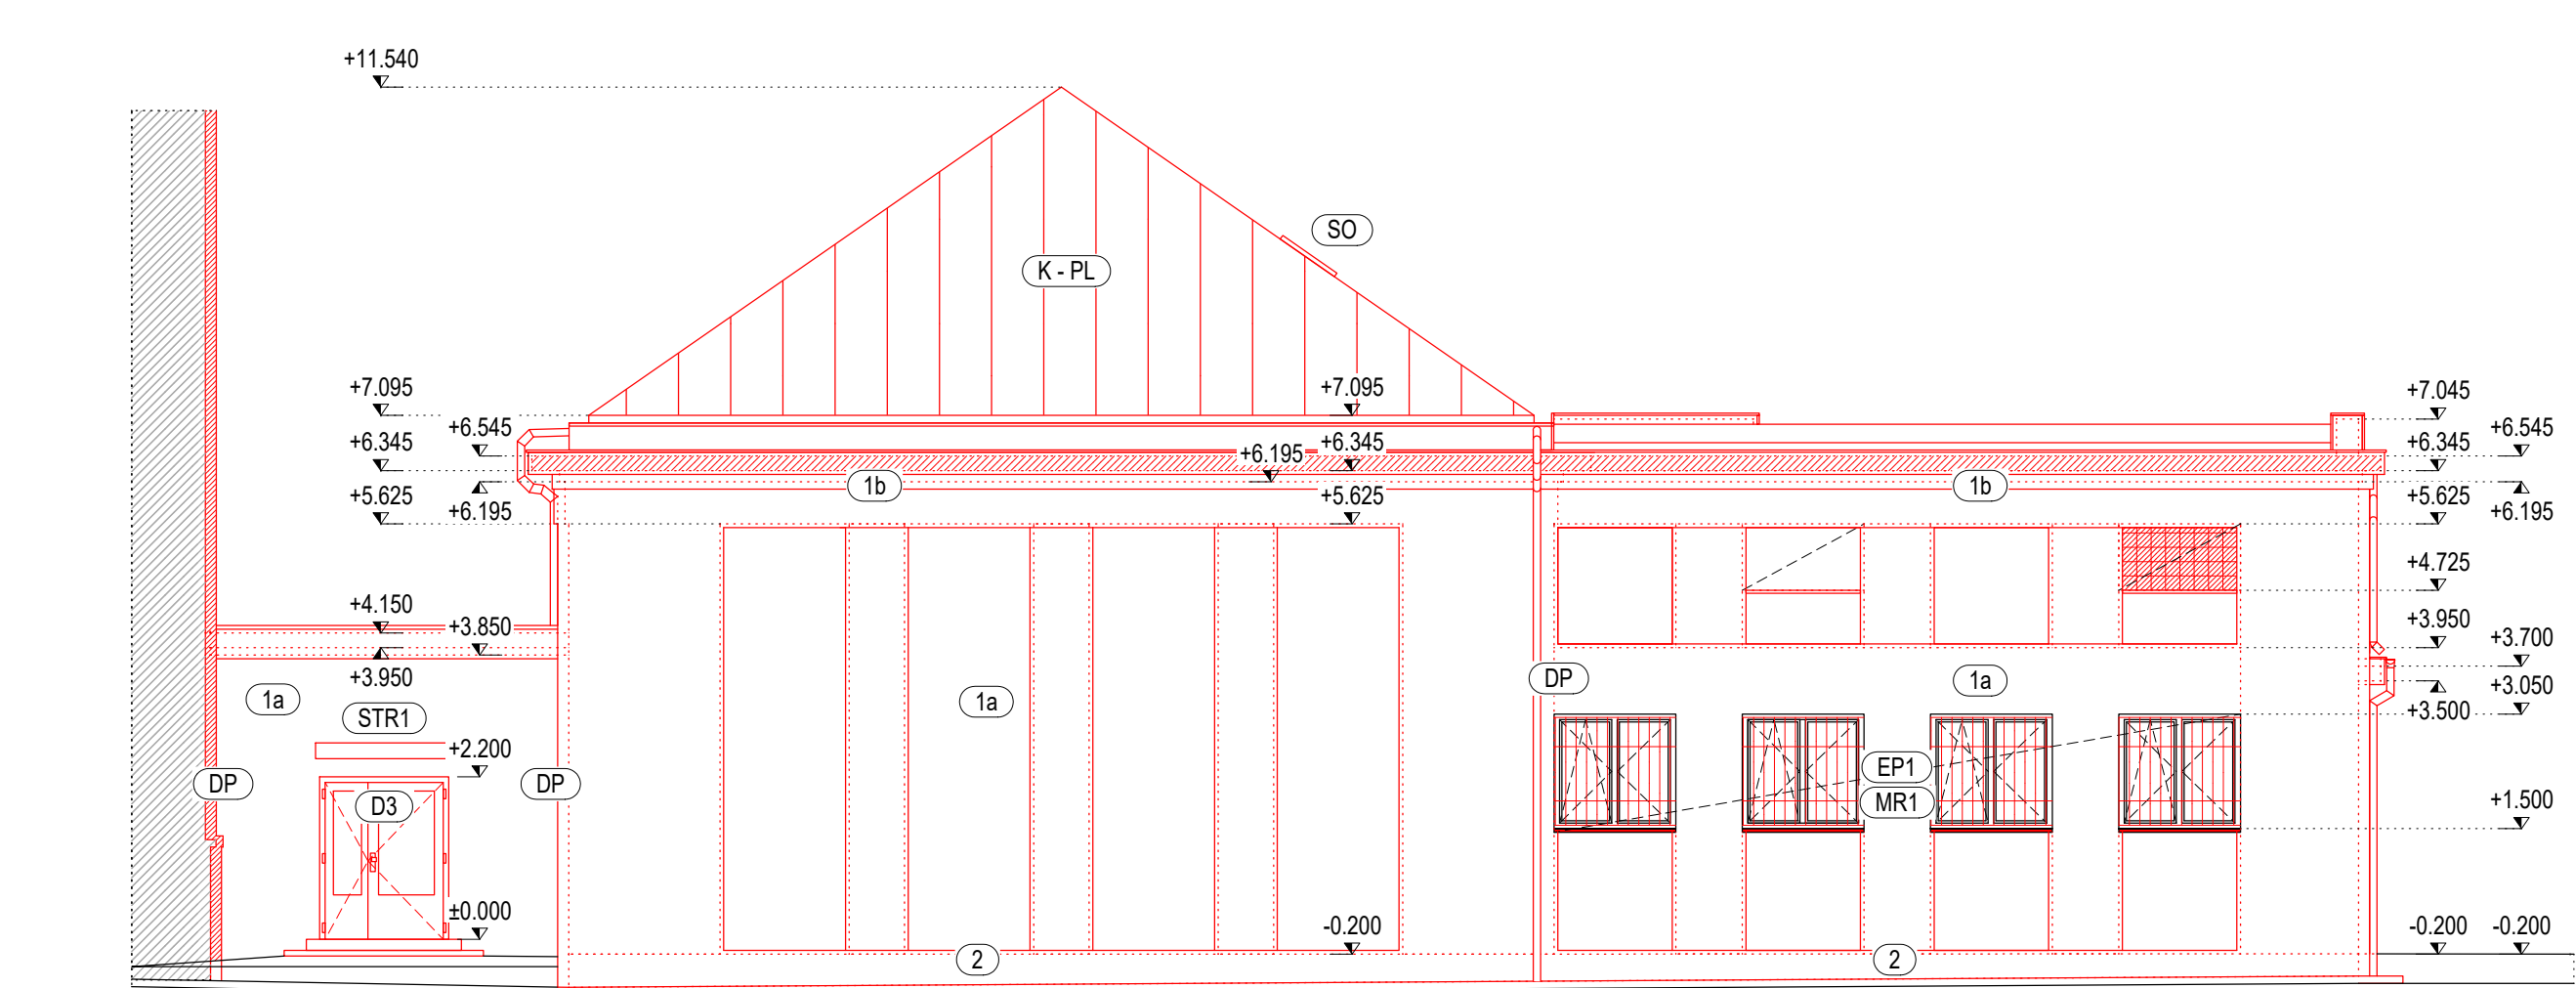 +11.540
SO
K - PL
+7.095
+7.095
+7.045
+6.545
+6.545
+6.345
+6.345
+6.345
+6.195
1b
1b
+5.625
+5.625
+5.625
+6.195
+6.195
+4.725
+4.150
+3.850
+3.950
+3.700
+3.950
DP
1a
+3.050
1a
1a
STR1
+3.500
+2.200
EP1
DP
DP
D3
MR1
+1.500
±0.000
-0.200
-0.200
-0.200
2
2